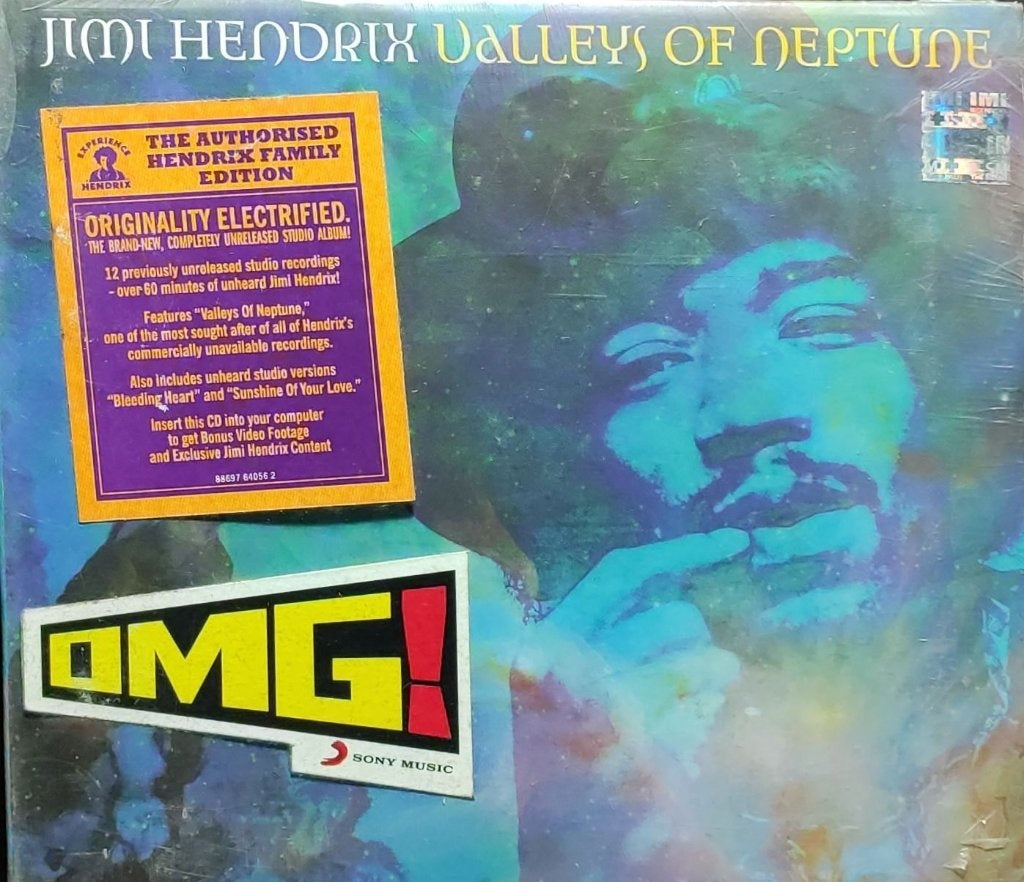 JIMI HENDRIX VALLEYS OF NEPTUNE
EXPERIENCE
HENDRIX
THE AUTHORISED
HENDRIX FAMILY
EDITION
ORIGINALITY ELECTRIFIED.
THE BRAND-NEW, COMPLETELY UNRELEASED STUDIO ALBUM!
12 previously unreleased studio recordings
- over 60 minutes of unheard Jimi Hendrix!
Features "Valleys Of Neptune,"
one of the most sought after of all of Hendrix's
commercially unavailable recordings.
Also includes unheard studio versions
"Bleeding Heart" and "Sunshine Of Your Love."
Insert this CD into your computer
to get Bonus Video Footage
and Exclusive Jimi Hendrix Content
88697 64056 2
OMG!
SONY MUSIC